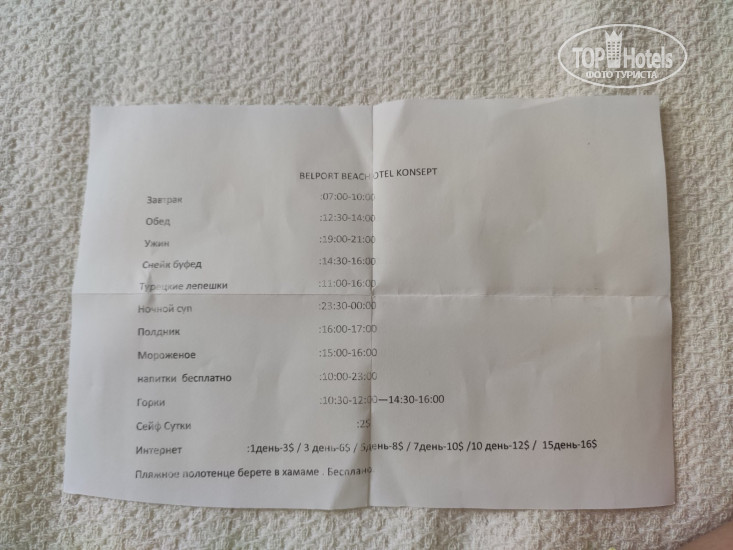 TOP Hotels
ФОТО ТУРИСТА
BELPORT BEACH OTEL KONSEPT
Завтрак :07:00-10:00
Обед :12:30-14:00
Ужин :19:00-21:00
Снейк буфед :14:30-16:00
Турецкие лепешки :11:00-16:00
Ночной суп :23:30-00:00
Полдник :16:00-17:00
Мороженое :15:00-16:00
напитки бесплатно :10:00-23:00
Горки :10:30-12:00—14:30-16:00
Сейф Сутки :2$
Интернет :1день-3$ / 3 день-6$ / 5день-8$ / 7день-10$ /10 день-12$ / 15день-16$
Пляжное полотенце берете в хамаме . Бесплано.